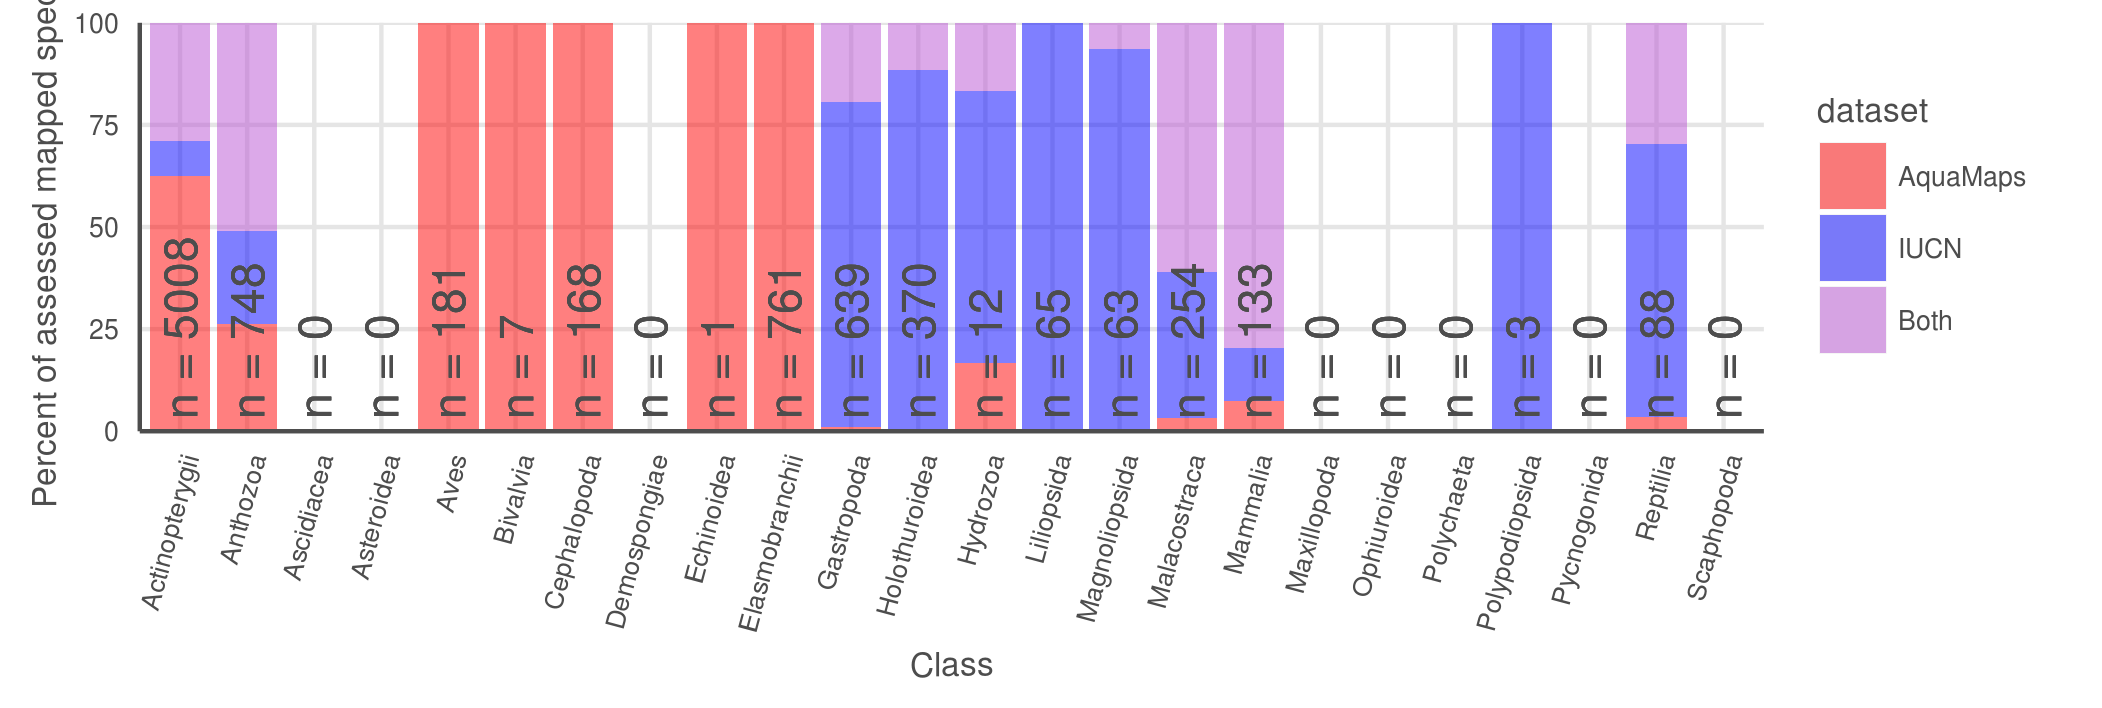 Percent of assessed mapped
100
75
50
25
0
n = 5008
n = 748
n = 0
n = 0
n = 181
n = 7
n = 168
n = 0
n = 1
n = 761
n = 639
n = 370
n = 12
n = 65
n = 63
n = 254
n = 133
n = 0
n = 0
n = 0
n = 3
n = 0
n = 88
n = 0
Actinopterygii
Anthozoa
Ascidiacea
Asteroidea
Aves
Bivalvia
Cephalopoda
Demospongiae
Echinoidea
Elasmobranchii
Gastropoda
Holothuroidea
Hydrozoa
Liliopsida
Magnoliopsida
Malacostraca
Mammalia
Maxillopoda
Ophiuroidea
Polychaeta
Polypodiopsida
Pycnogonida
Reptilia
Scaphopoda
Class
dataset
AquaMaps
IUCN
Both